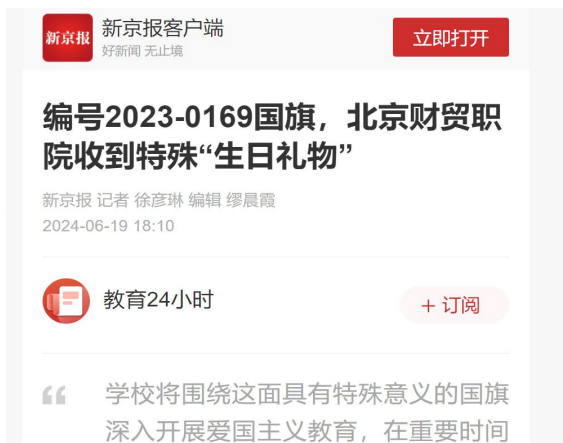 新京报
新京报客户端
好新闻 无止境
立即打开
编号2023-0169国旗，北京财贸职
院收到特殊“生日礼物”
新京报 记者 徐彦琳 编辑 缪晨霞
2024-06-19 18:10
教育24小时
+ 订阅
“ 学校将围绕这面具有特殊意义的国旗
深入开展爱国主义教育，在重要时间